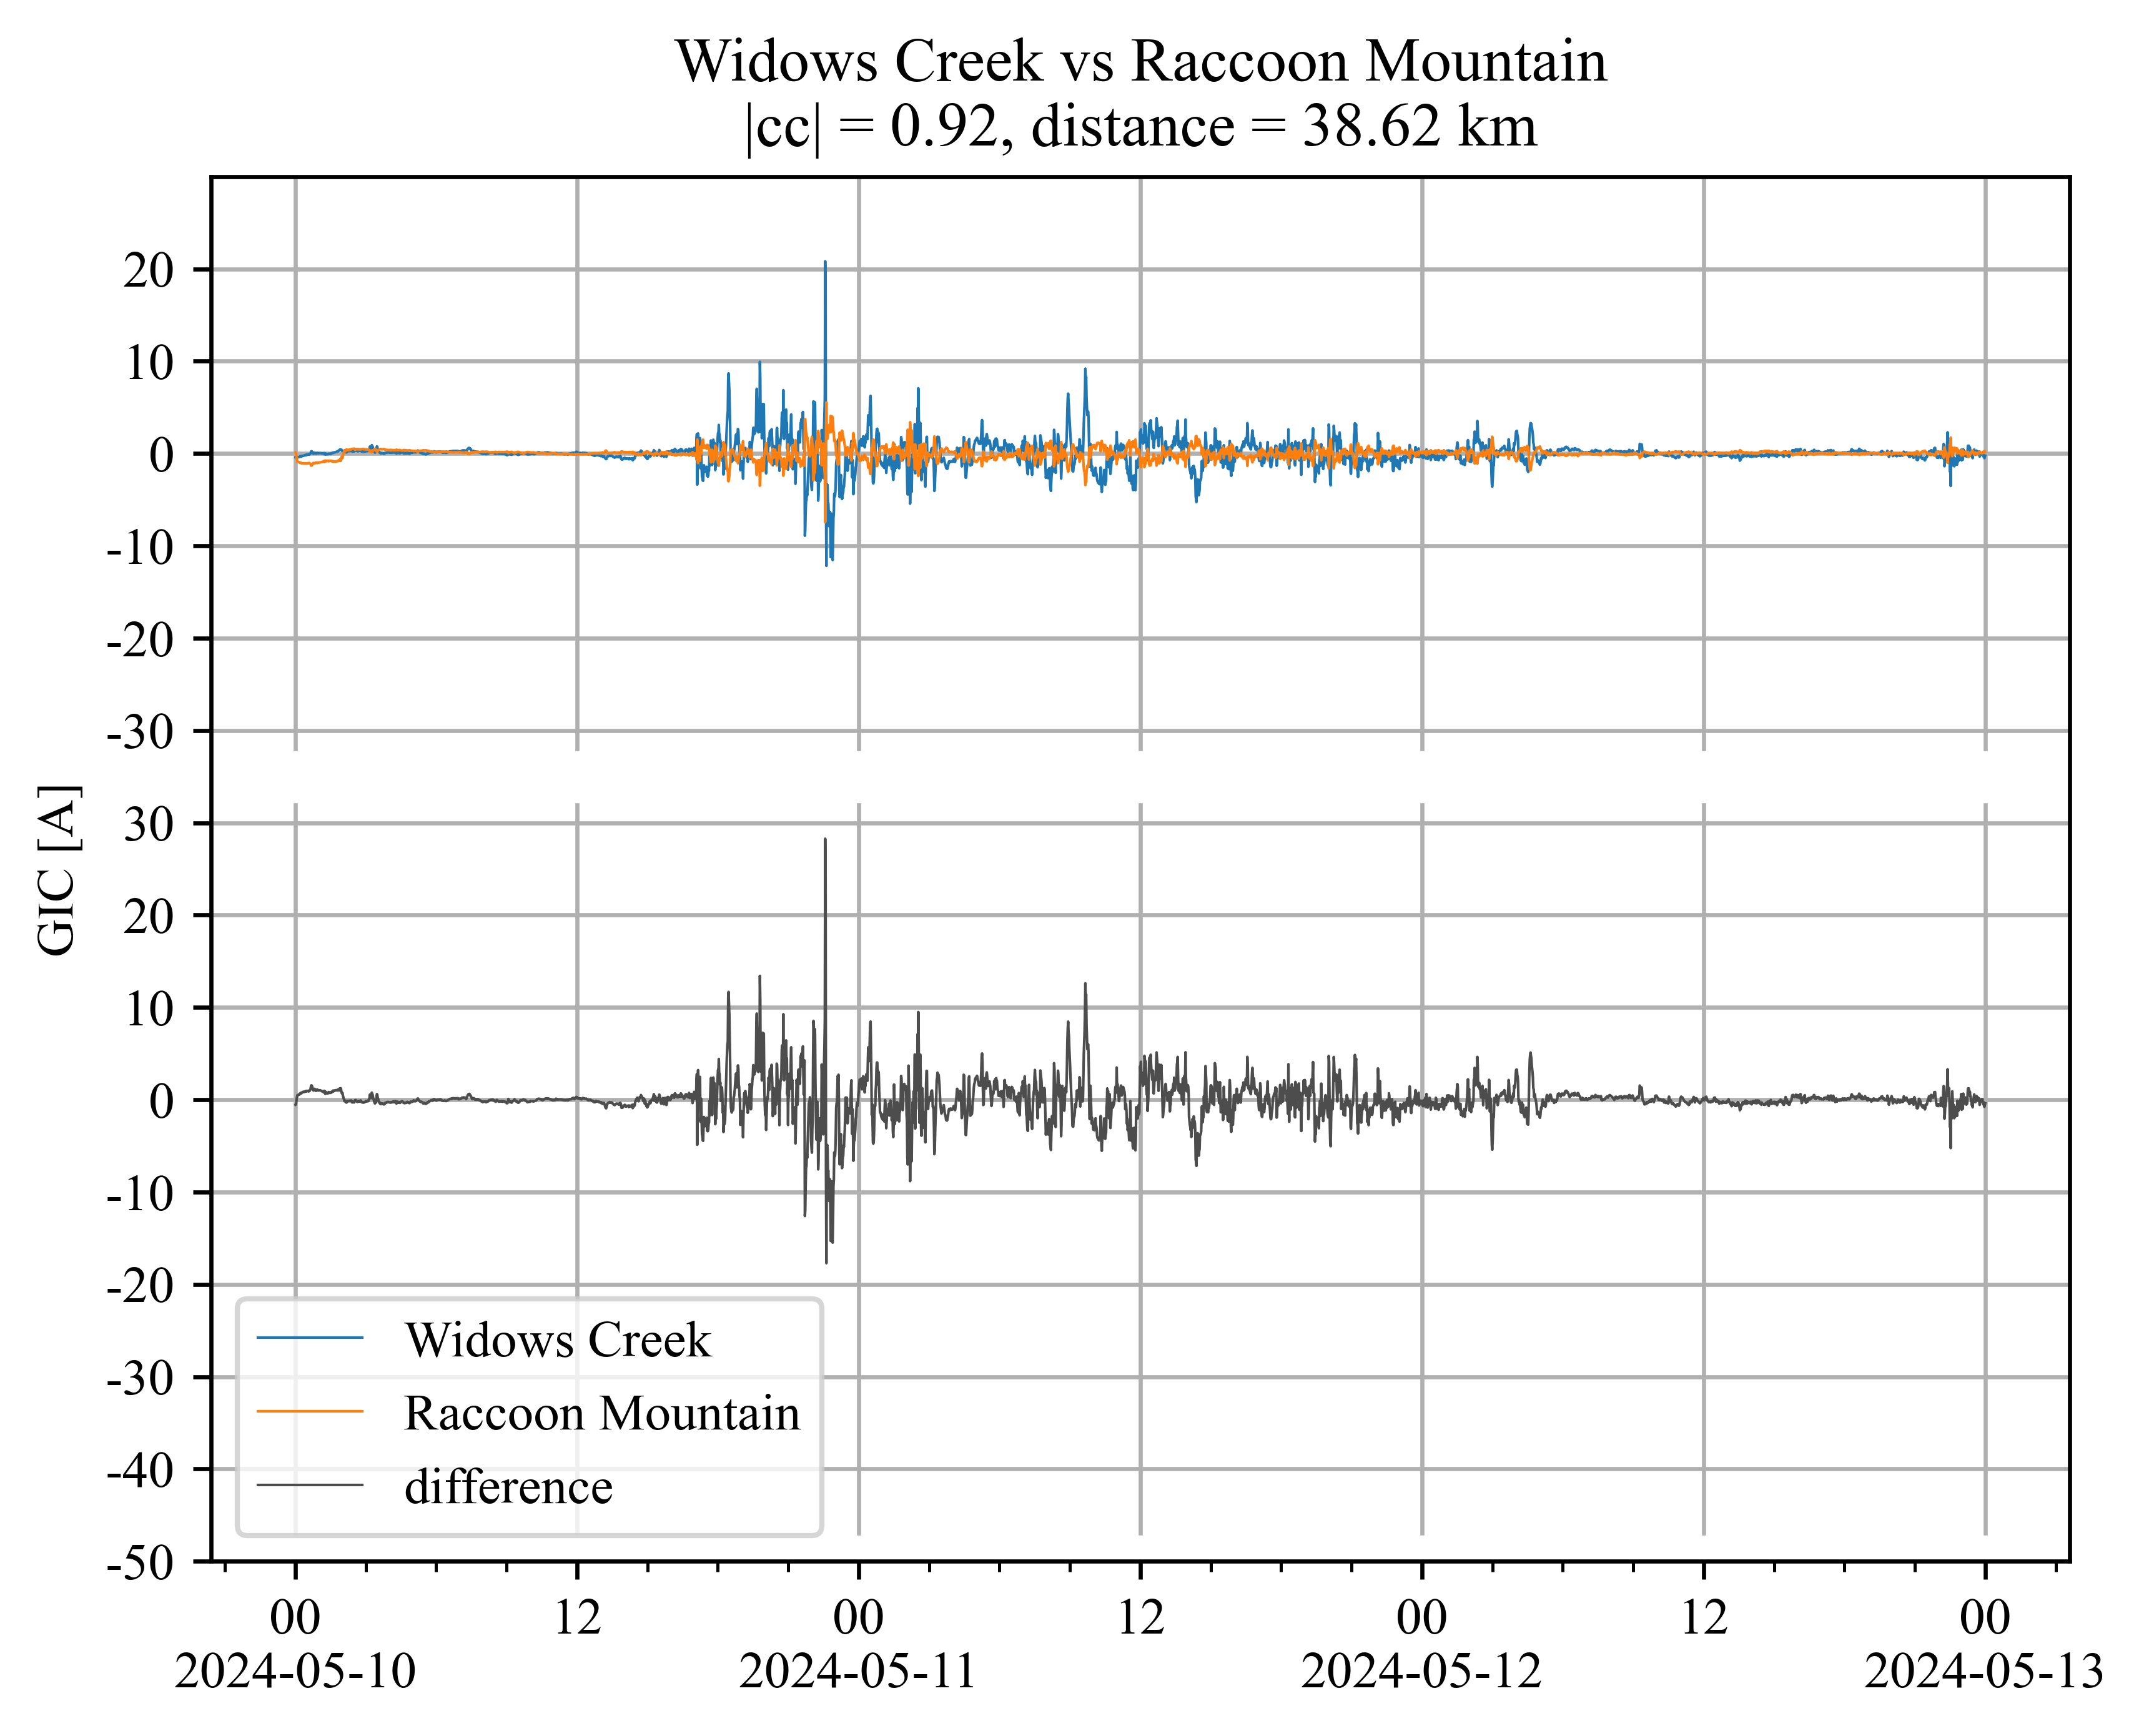 Widows Creek vs Raccoon Mountain
|cc| = 0.92, distance = 38.62 km
GIC [A]
20
10
0
-10
-20
-30
30
20
10
0
-10
-20
-30
-40
-50
Widows Creek
Raccoon Mountain
difference
00 12 00 12 00 12 00
2024-05-10 2024-05-11 2024-05-12 2024-05-13